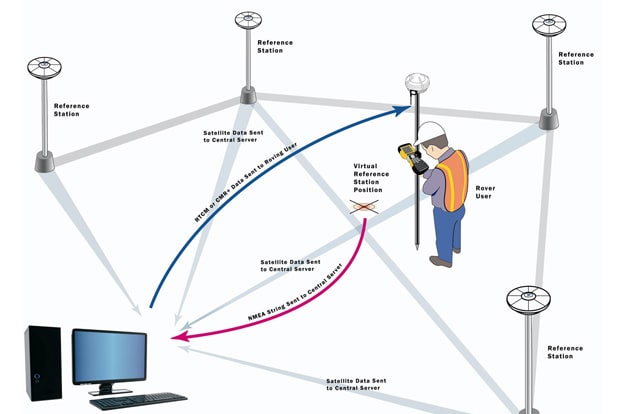 Reference
Station
Reference
Station
Reference
Station
Satellite Data Sent
to Central Server
RTCM or CMR+ Data Sent to Roving User
Virtual
Reference
Station
Position
Rover
User
Satellite Data Sent
to Central Server
NMEA String Sent to Central Server
Reference
Station
Satellite Data Sent
to Central Server